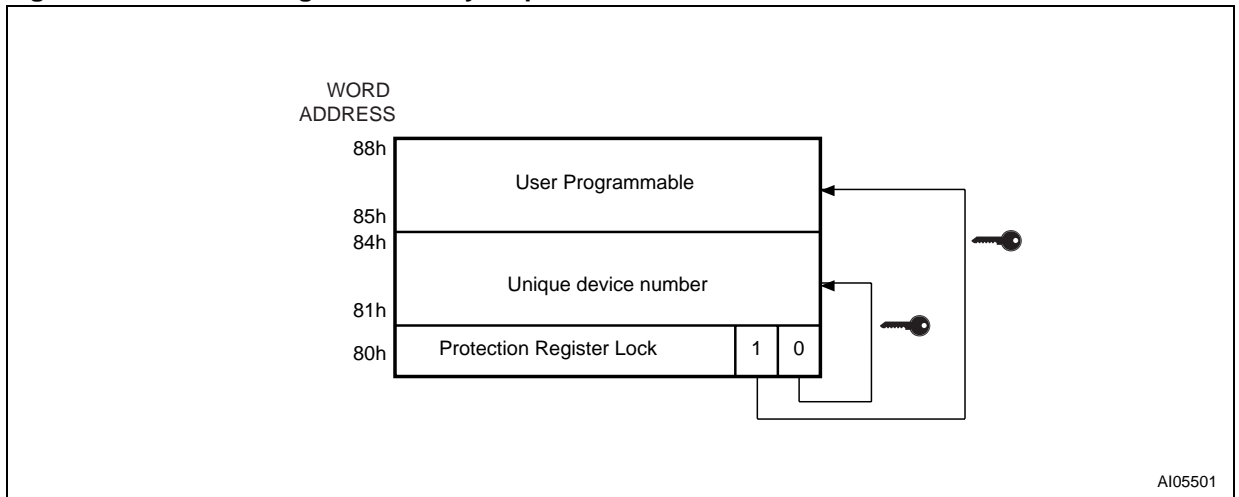 WORD
ADDRESS
88h
User Programmable
85h
84h
Unique device number
81h
80h
Protection Register Lock
1
0
AI05501